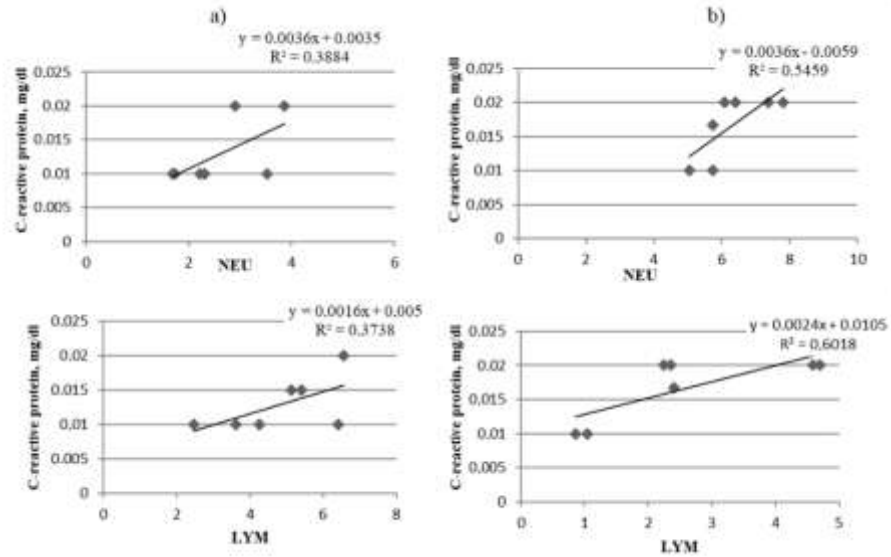 a)
y = 0.0036x + 0.0035
R² = 0.3884
C-reactive protein, mg/dl
0.025
0.02
0.015
0.01
0.005
0
0 2 4 6
NEU
b)
y = 0.0036x - 0.0059
R² = 0.5459
C-reactive protein, mg/dl
0.025
0.02
0.015
0.01
0.005
0
0 2 4 6 8 10
NEU
y = 0.0016x + 0.005
R² = 0.3738
C-reactive protein, mg/dl
0.025
0.02
0.015
0.01
0.005
0
0 2 4 6 8
LYM
y = 0.0024x + 0.0105
R² = 0.6018
C-reactive protein, mg/dl
0.025
0.02
0.015
0.01
0.005
0
0 1 2 3 4 5
LYM